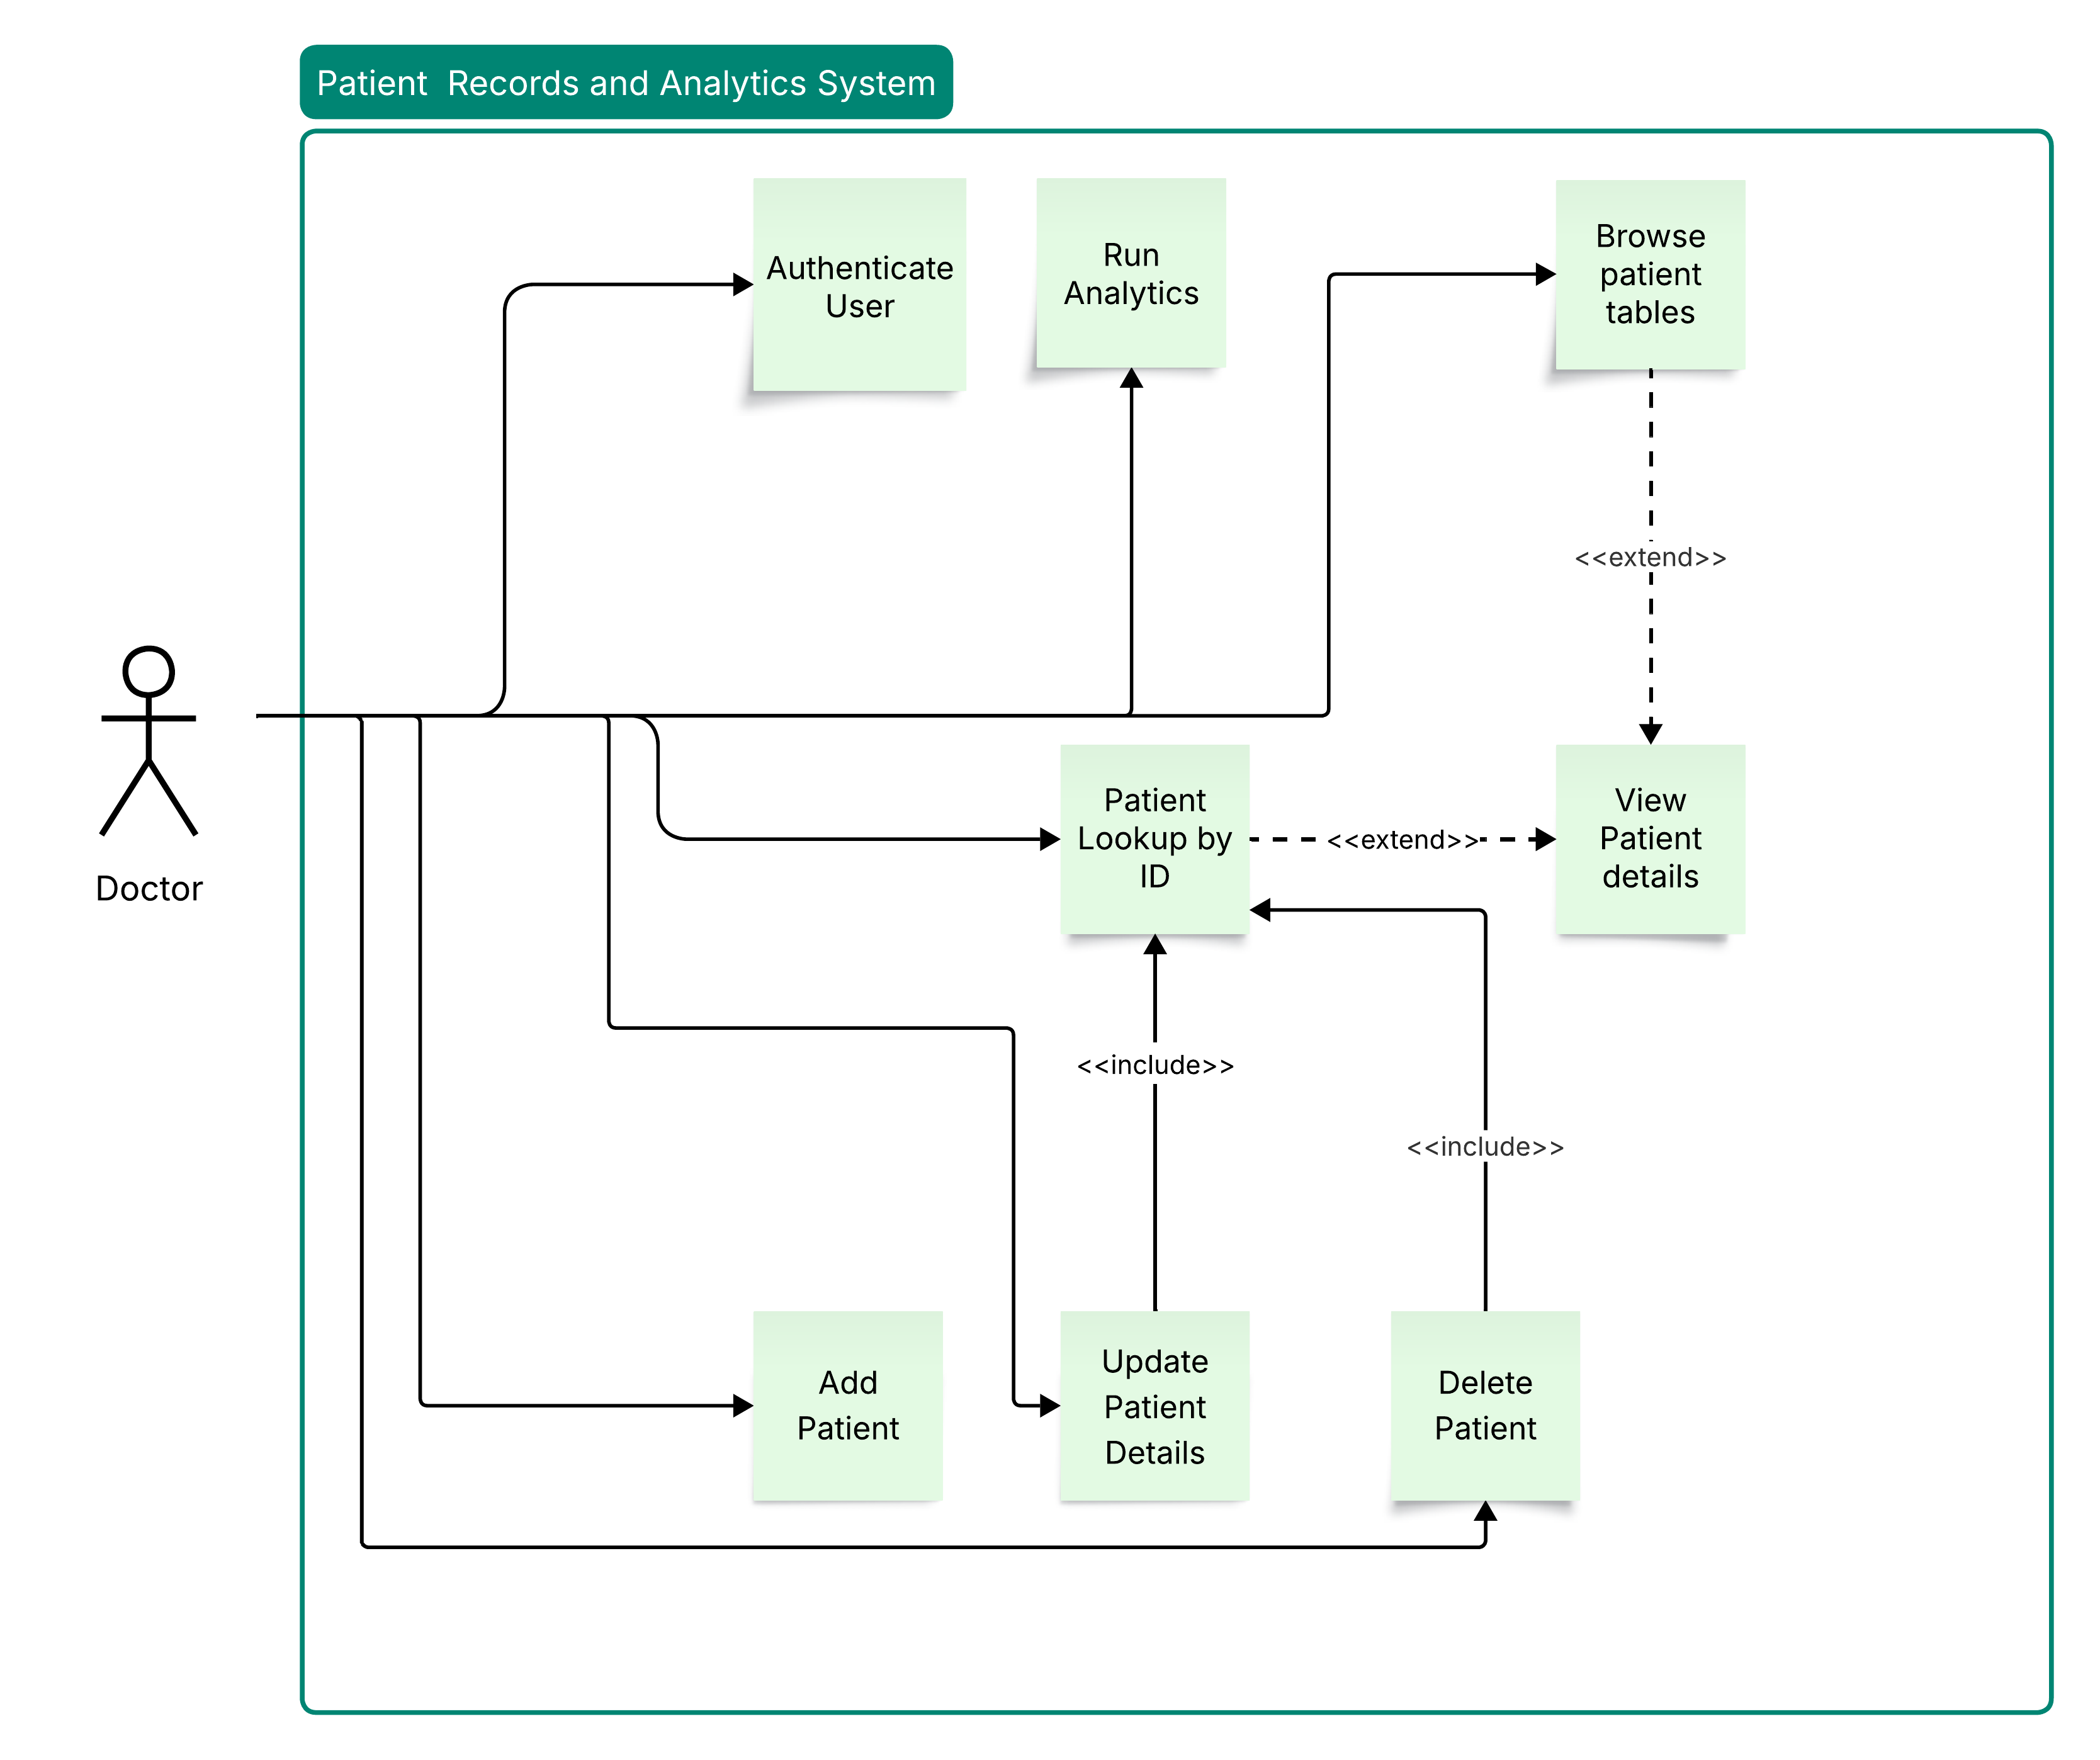 Patient  Records and Analytics System
Authenticate
User
Run
Analytics
Browse
patient
tables
<<extend>>
Doctor
Patient
Lookup by
ID
<<extend>>
View
Patient
details
<<include>>
<<include>>
Add
Patient
Update
Patient
Details
Delete
Patient